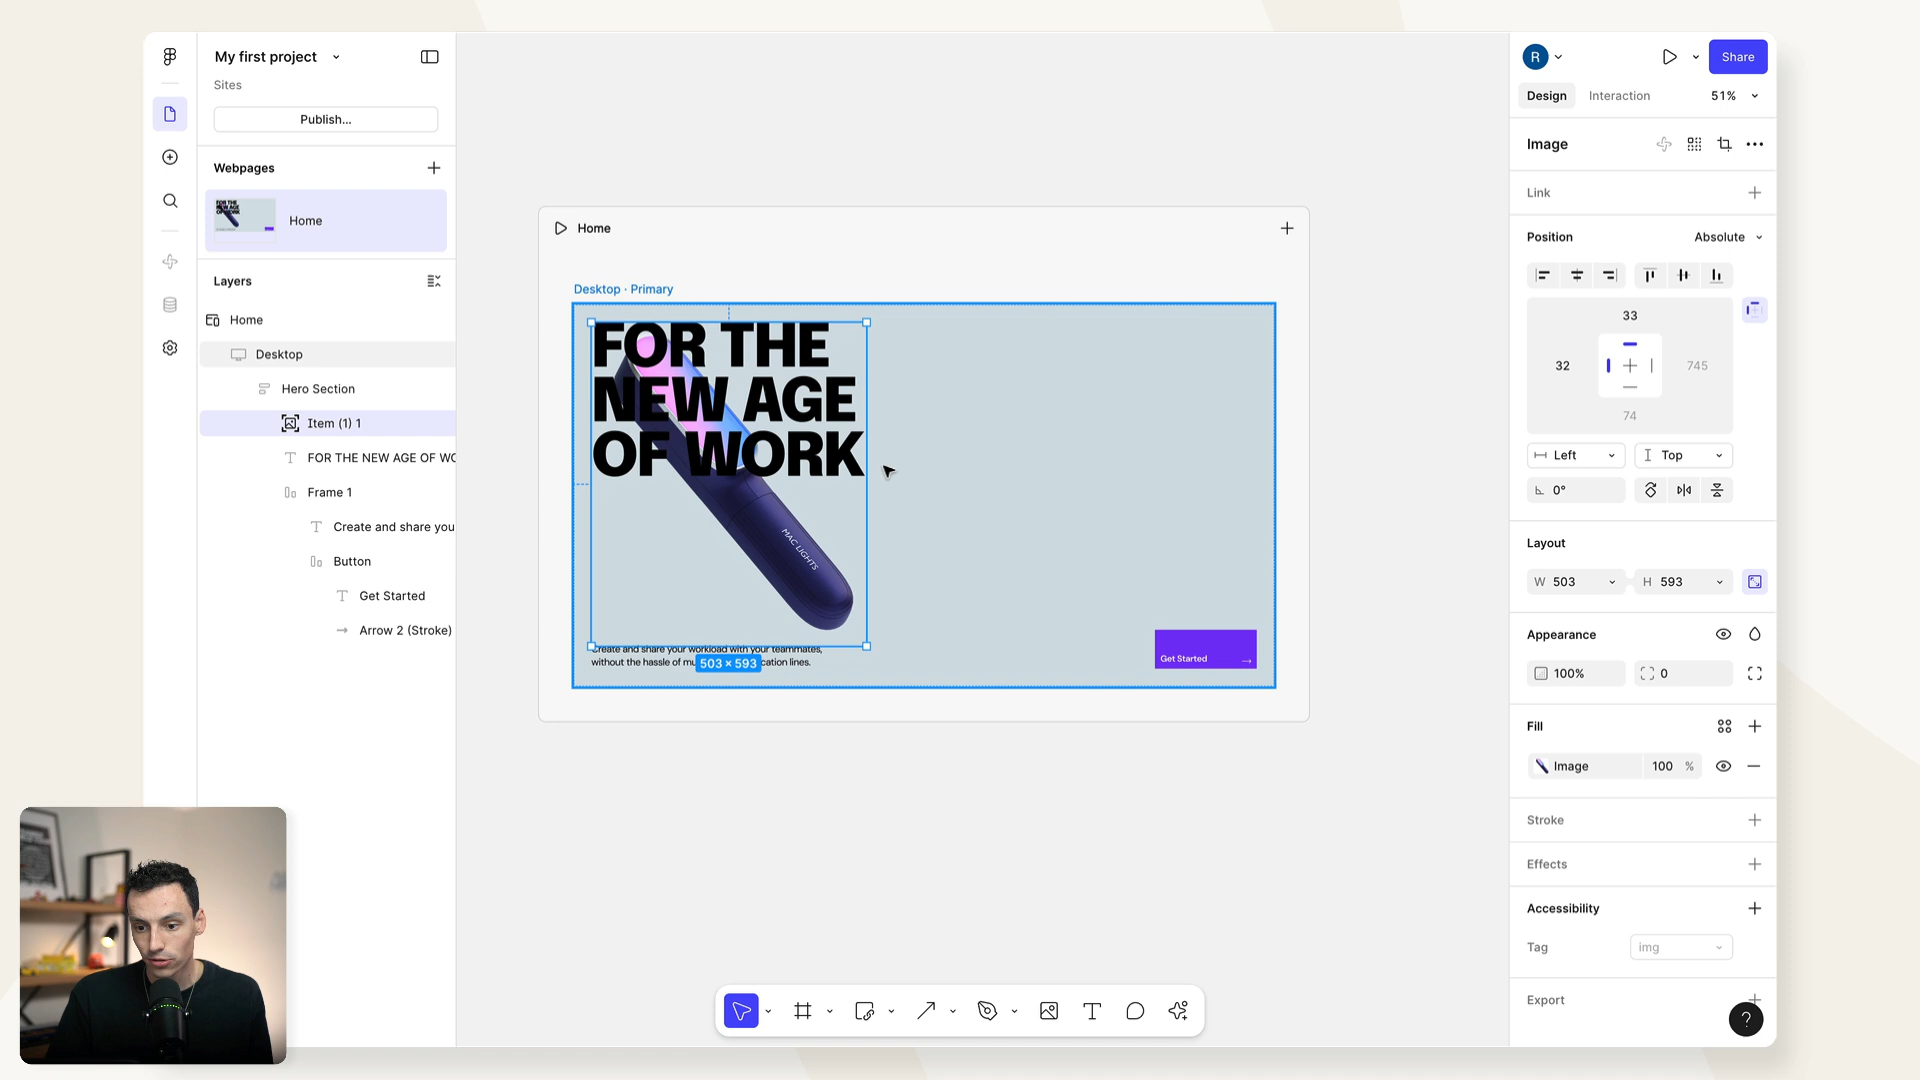 My first project
Sites
Publish...
Webpages
Home
Layers
Home
Desktop
Hero Section
Item (1) 1
FOR THE NEW AGE OF WO
Frame 1
Create and share you
Button
Get Started
Arrow 2 (Stroke)
Home
Desktop · Primary
FOR THE
NEW AGE
OF WORK
MAC LIGHTS
Create and share your workload with your teammates,
without the hassle of mu
cation lines.
503 × 593
Get Started →
R
Share
Design
Interaction
51%
Image
Link
Position
Absolute
33
32
745
74
Left
Top
0°
Layout
W 503
H 593
Appearance
100%
0
Fill
Image
100 %
Stroke
Effects
Accessibility
Tag
img
Export
?